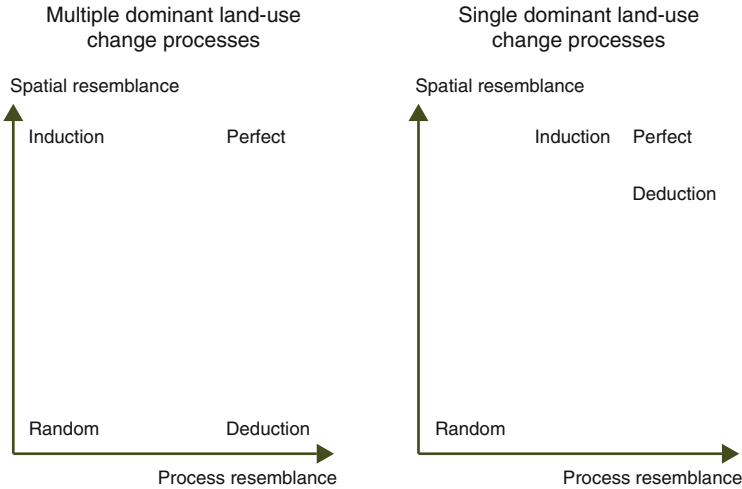 Multiple dominant land-use
change processes
Spatial resemblance
Induction
Perfect
Random
Deduction
Process resemblance
Single dominant land-use
change processes
Spatial resemblance
Induction
Perfect
Deduction
Random
Process resemblance